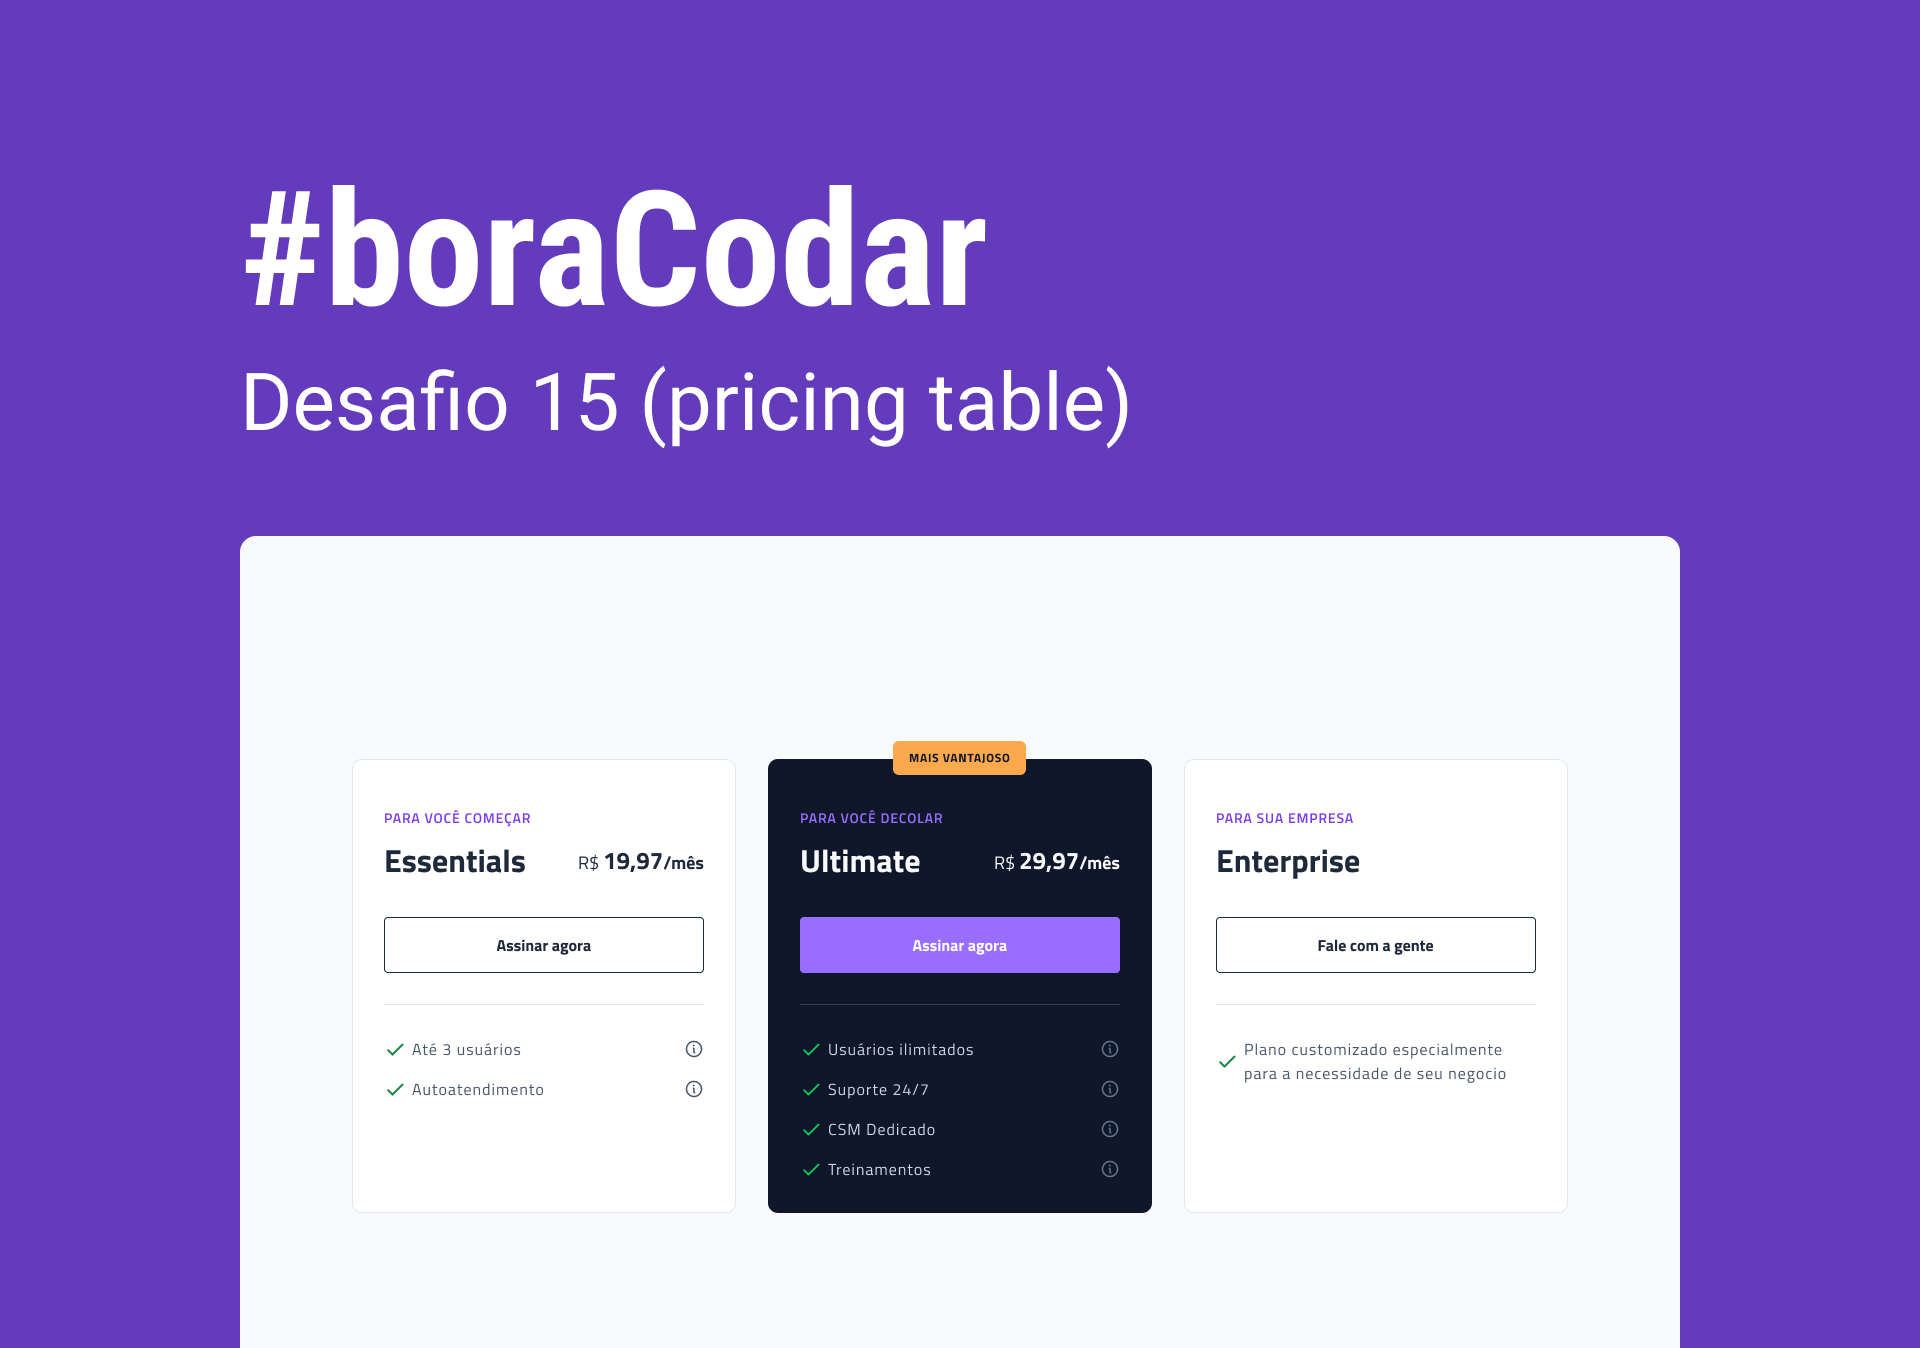 #boraCodar
Desafio 15 (pricing table)
PARA VOCÊ COMEÇAR
Essentials R$ 19,97/mês
Assinar agora
Até 3 usuários
Autoatendimento
MAIS VANTAJOSO
PARA VOCÊ DECOLAR
Ultimate R$ 29,97/mês
Assinar agora
Usuários ilimitados
Suporte 24/7
CSM Dedicado
Treinamentos
PARA SUA EMPRESA
Enterprise
Fale com a gente
Plano customizado especialmente
para a necessidade de seu negocio